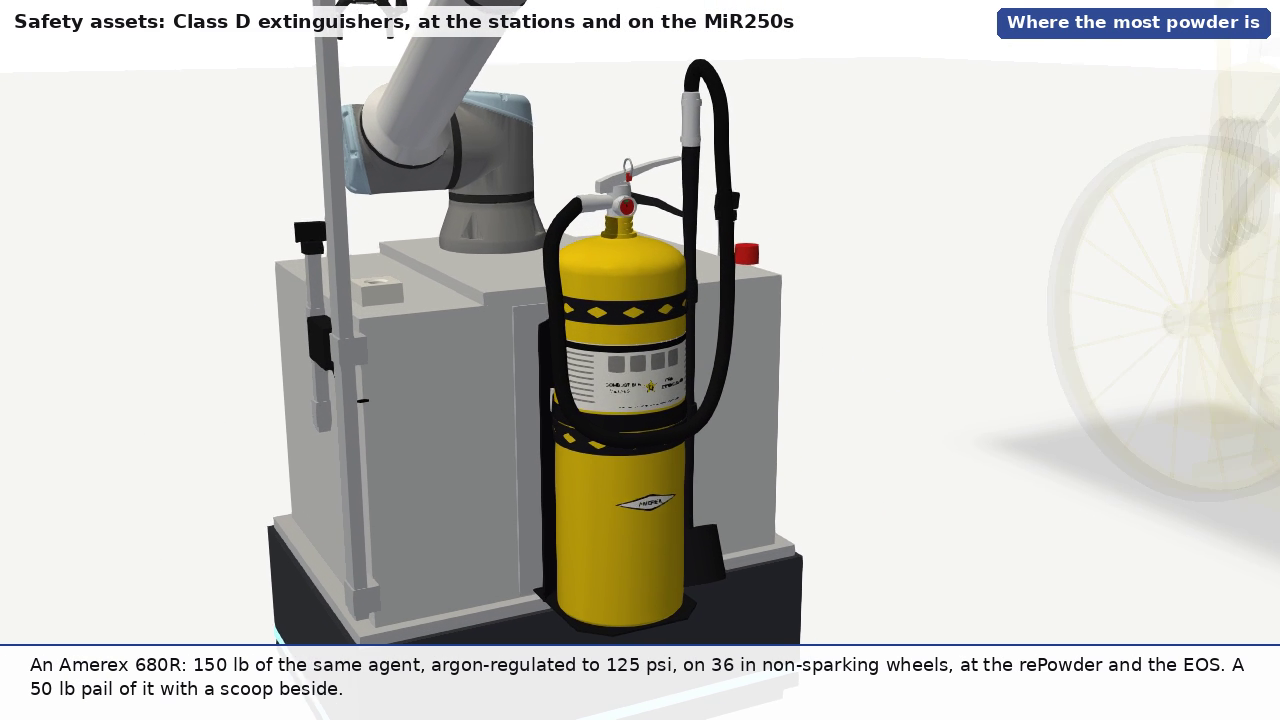 Safety assets: Class D extinguishers, at the stations and on the MiR250s
Where the most powder is
AMEREX
An Amerex 680R: 150 lb of the same agent, argon-regulated to 125 psi, on 36 in non-sparking wheels, at the rePowder and the EOS. A
50 lb pail of it with a scoop beside.